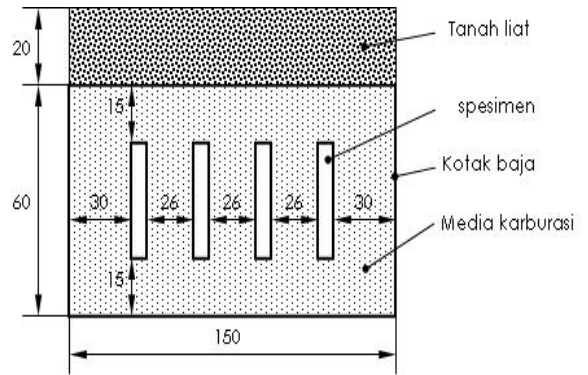 Tanah liat
20
15
spesimen
Kotak baja
60
30 26 26 26 30
Media karburasi
15
150